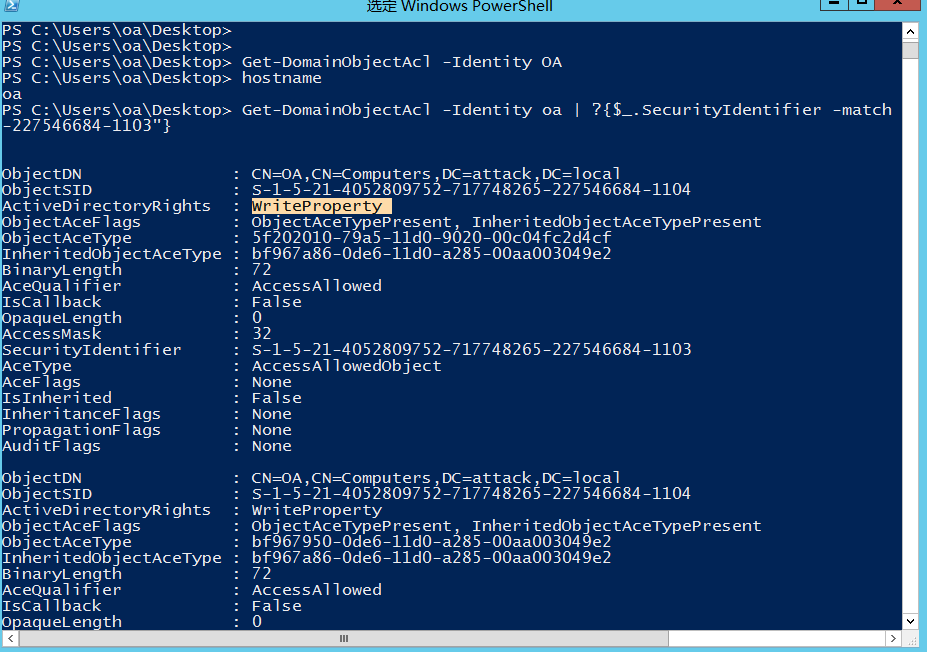 选定 Windows PowerShell
PS C:\Users\oa\Desktop>
PS C:\Users\oa\Desktop>
PS C:\Users\oa\Desktop> Get-DomainObjectAcl -Identity OA
PS C:\Users\oa\Desktop> hostname
oa
PS C:\Users\oa\Desktop> Get-DomainObjectAcl -Identity oa | ?{$_.SecurityIdentifier -match
-227546684-1103"}
ObjectDN : CN=OA,CN=Computers,DC=attack,DC=local
ObjectSID : S-1-5-21-4052809752-717748265-227546684-1104
ActiveDirectoryRights : WriteProperty
ObjectAceFlags : ObjectAceTypePresent, InheritedObjectAceTypePresent
ObjectAceType : 5f202010-79a5-11d0-9020-00c04fc2d4cf
InheritedObjectAceType : bf967a86-0de6-11d0-a285-00aa003049e2
BinaryLength : 72
AceQualifier : AccessAllowed
IsCallback : False
OpaqueLength : 0
AccessMask : 32
SecurityIdentifier : S-1-5-21-4052809752-717748265-227546684-1103
AceType : AccessAllowedObject
AceFlags : None
IsInherited : False
InheritanceFlags : None
PropagationFlags : None
AuditFlags : None
ObjectDN : CN=OA,CN=Computers,DC=attack,DC=local
ObjectSID : S-1-5-21-4052809752-717748265-227546684-1104
ActiveDirectoryRights : WriteProperty
ObjectAceFlags : ObjectAceTypePresent, InheritedObjectAceTypePresent
ObjectAceType : bf967950-0de6-11d0-a285-00aa003049e2
InheritedObjectAceType : bf967a86-0de6-11d0-a285-00aa003049e2
BinaryLength : 72
AceQualifier : AccessAllowed
IsCallback : False
OpaqueLength : 0